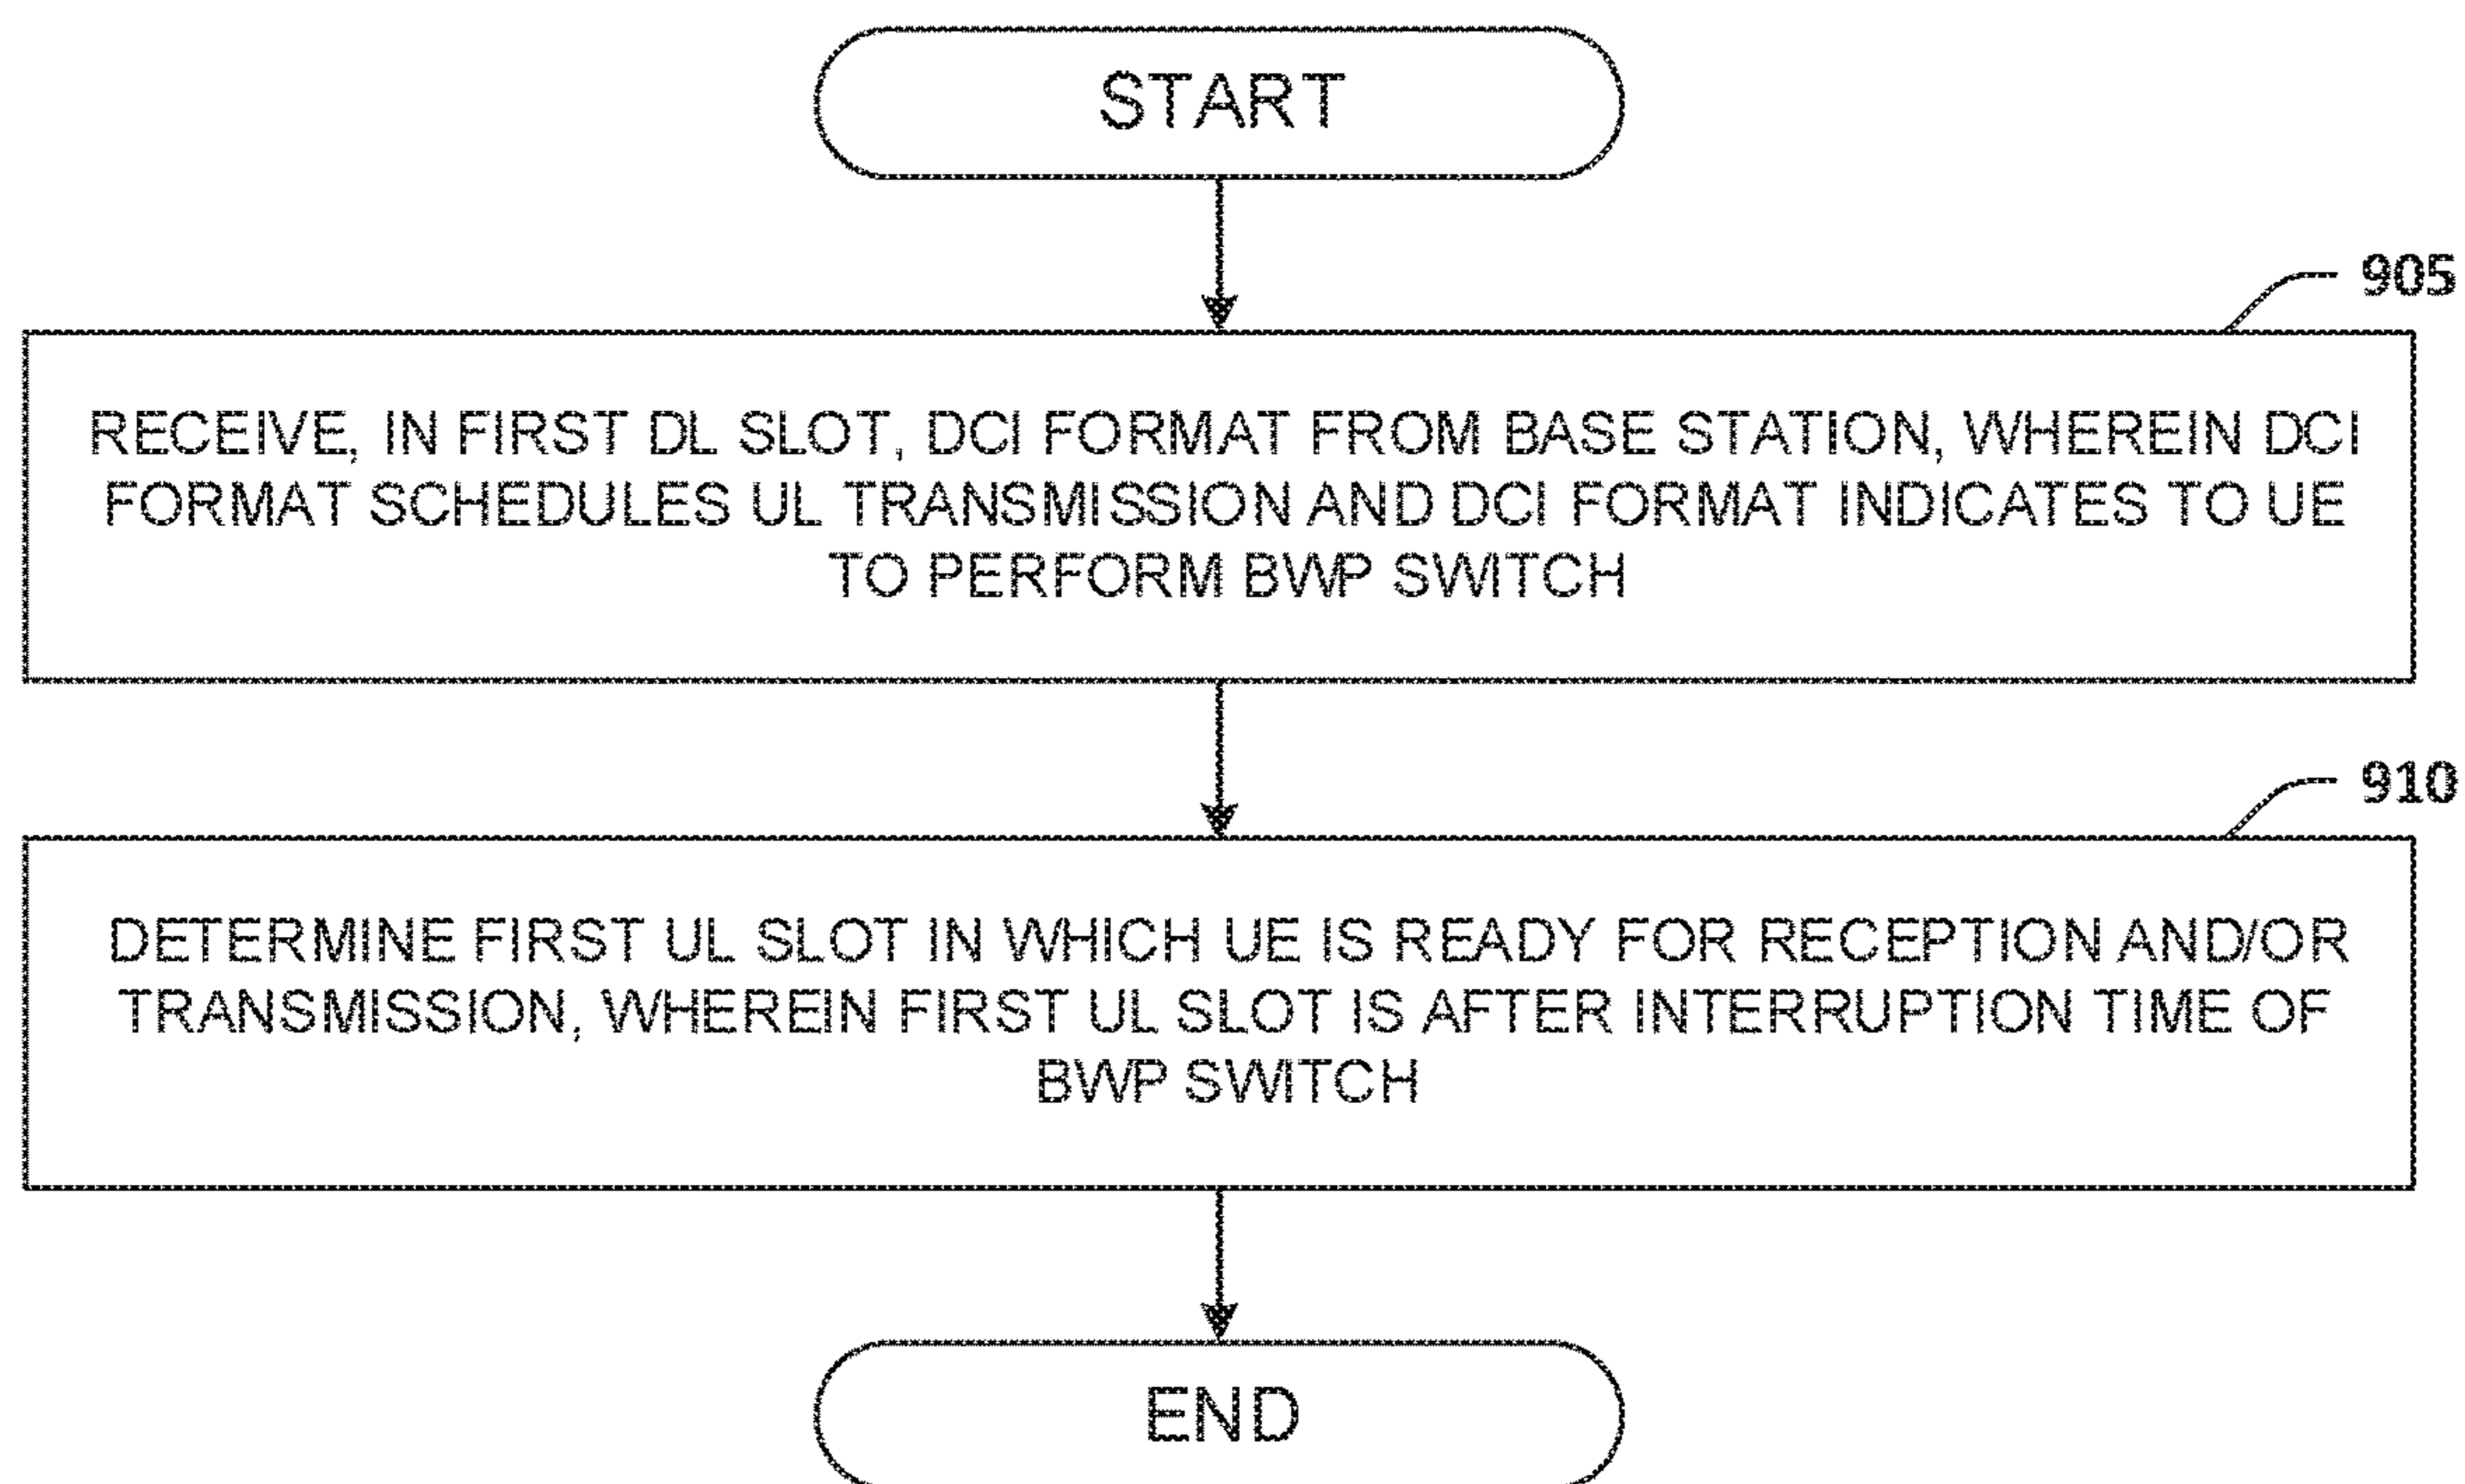 START
905
RECEIVE, IN FIRST DL SLOT, DCI FORMAT FROM BASE STATION, WHEREIN DCI
FORMAT SCHEDULES UL TRANSMISSION AND DCI FORMAT INDICATES TO UE
TO PERFORM BWP SWITCH
910
DETERMINE FIRST UL SLOT IN WHICH UE IS READY FOR RECEPTION AND/OR
TRANSMISSION, WHEREIN FIRST UL SLOT IS AFTER INTERRUPTION TIME OF
BWP SWITCH
END